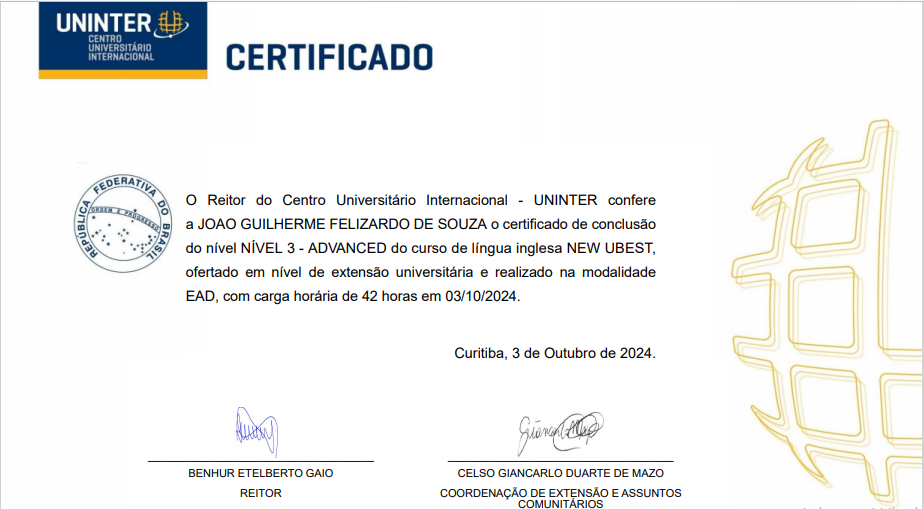 UNINTER
CENTRO
UNIVERSITÁRIO
INTERNACIONAL
CERTIFICADO
REPÚBLICA FEDERATIVA DO BRASIL
ORDEM E PROGRESSO
O Reitor do Centro Universitário Internacional - UNINTER confere
a JOAO GUILHERME FELIZARDO DE SOUZA o certificado de conclusão
do nível NÍVEL 3 - ADVANCED do curso de língua inglesa NEW UBEST,
ofertado em nível de extensão universitária e realizado na modalidade
EAD, com carga horária de 42 horas em 03/10/2024.
Curitiba, 3 de Outubro de 2024.
BENHUR ETELBERTO GAIO
REITOR
CELSO GIANCARLO DUARTE DE MAZO
COORDENAÇÃO DE EXTENSÃO E ASSUNTOS
COMUNITÁRIOS